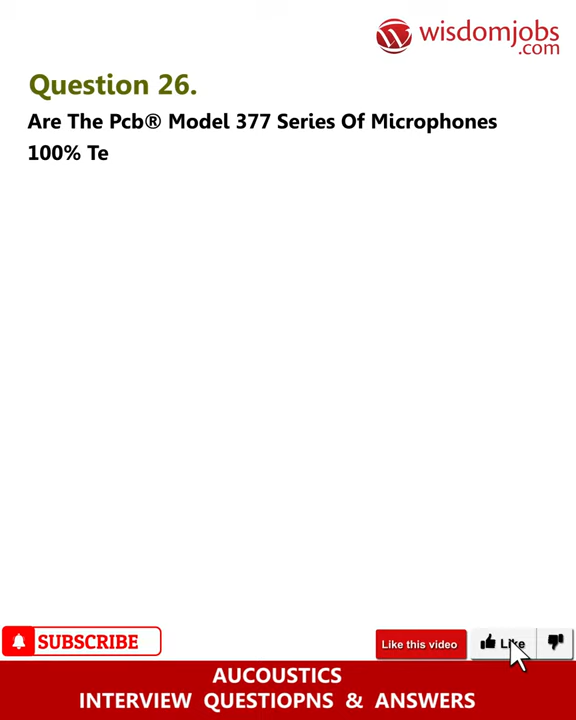 wisdomjobs
.com
Question 26.
Are The Pcb® Model 377 Series Of Microphones
100% Te
SUBSCRIBE
Like this video
Like
AUCOUSTICS
INTERVIEW QUESTIOPNS & ANSWERS